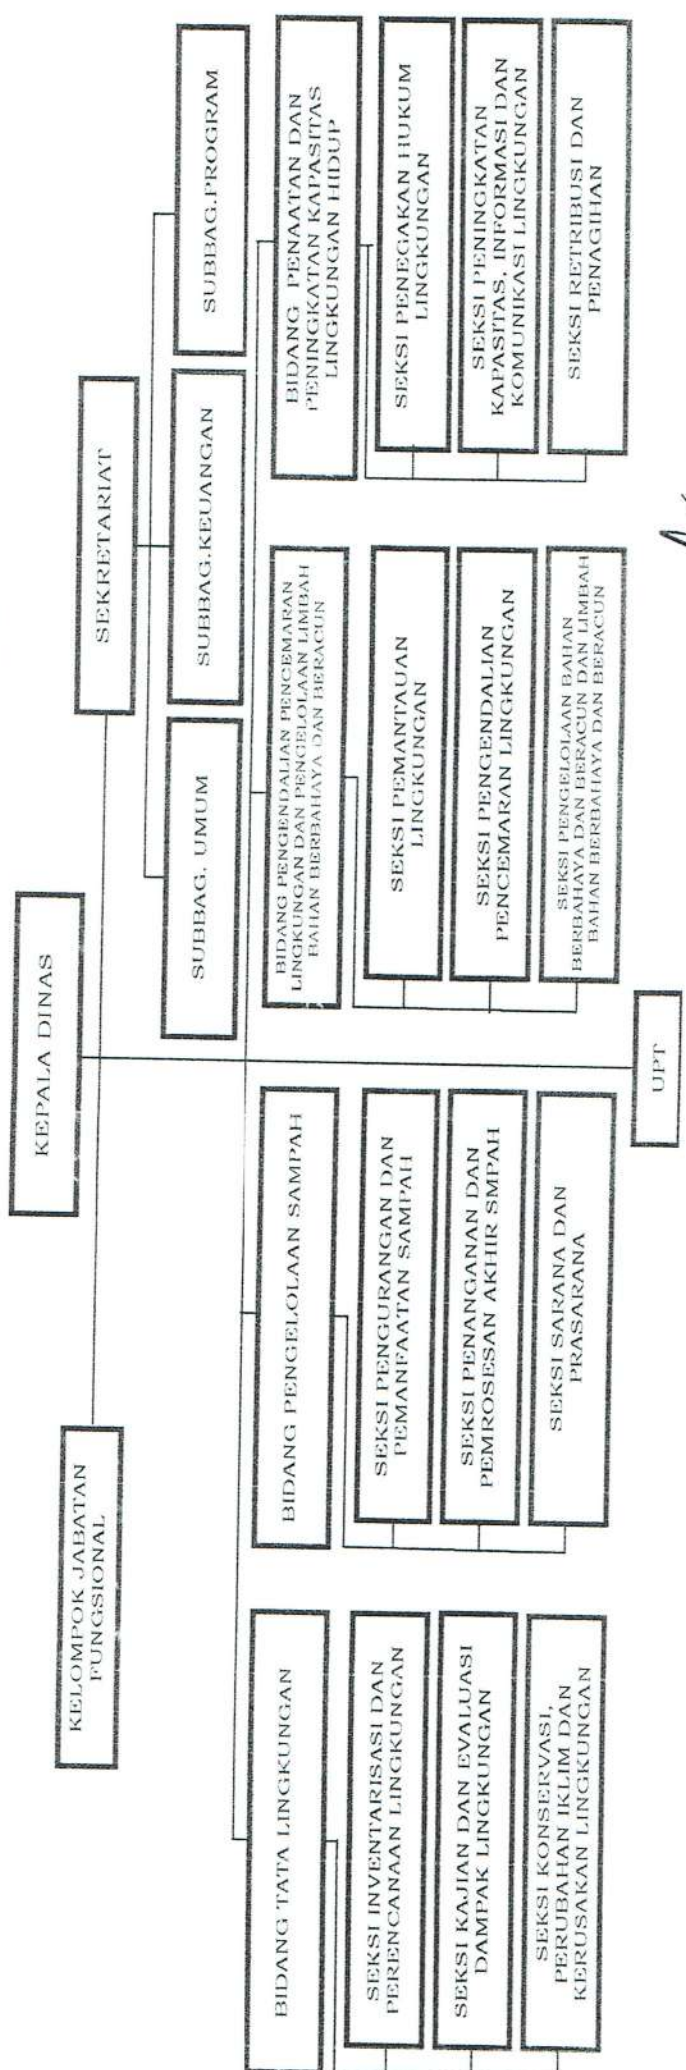 KEPALA DINAS
KELOMPOK JABATAN
FUNGSIONAL
SEKRETARIAT
SUBBAG. UMUM
SUBBAG.KEUANGAN
SUBBAG.PROGRAM
BIDANG TATA LINGKUNGAN
SEKSI INVENTARISASI DAN
PERENCANAAN LINGKUNGAN
SEKSI KAJIAN DAN EVALUASI
DAMPAK LINGKUNGAN
SEKSI KONSERVASI,
PERUBAHAN IKLIM DAN
KERUSAKAN LINGKUNGAN
BIDANG PENGELOLAAN SAMPAH
SEKSI PENGURANGAN DAN
PEMANFAATAN SAMPAH
SEKSI PENANGANAN DAN
PEMROSESAN AKHIR SMPAH
SEKSI SARANA DAN
PRASARANA
BIDANG PENGENDALIAN PENCEMARAN
LINGKUNGAN DAN PENGELOLAAN LIMBAH
BAHAN BERBAHAYA DAN BERACUN
SEKSI PEMANTAUAN
LINGKUNGAN
SEKSI PENGENDALIAN
PENCEMARAN LINGKUNGAN
SEKSI PENGELOLAAN BAHAN
BERBAHAYA DAN BERACUN DAN LIMBAH
BAHAN BERBAHAYA DAN BERACUN
BIDANG PENAATAN DAN
PENINGKATAN KAPASITAS
LINGKUNGAN HIDUP
SEKSI PENEGAKAN HUKUM
LINGKUNGAN
SEKSI PENINGKATAN
KAPASITAS, INFORMASI DAN
KOMUNIKASI LINGKUNGAN
SEKSI RETRIBUSI DAN
PENAGIHAN
UPT